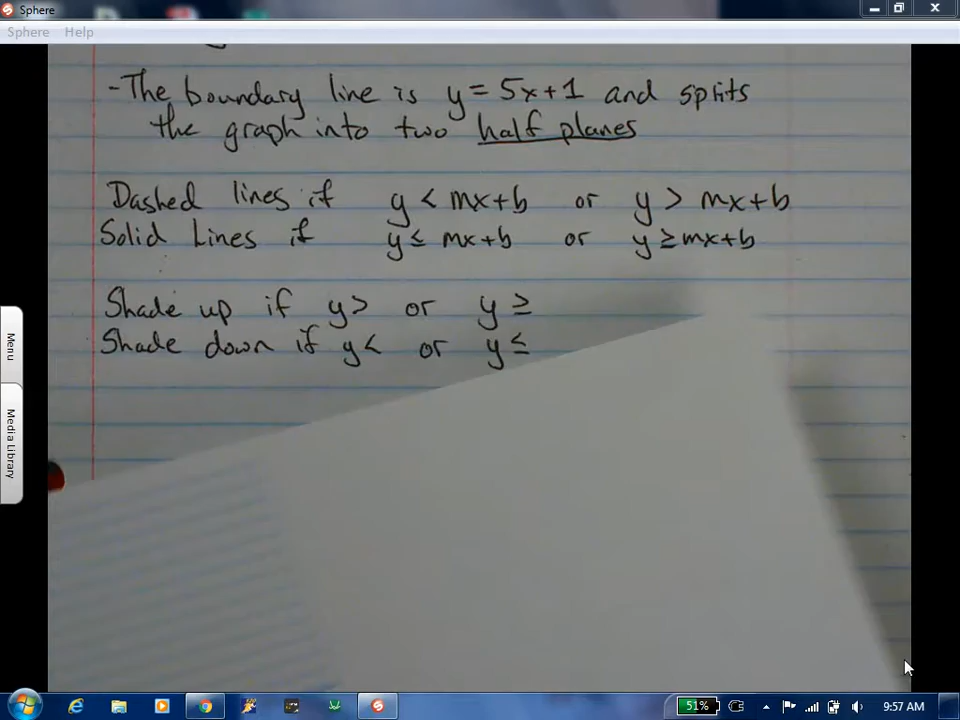 Sphere
Sphere Help
-The boundary line is y = 5x+1 and splits
the graph into two half planes
Dashed lines if y < mx+b or y > mx+b
Solid Lines if y ≤ mx+b or y ≥ mx+b
Shade up if y> or y ≥
Shade down if y< or y ≤
Menu
Media Library
51%
9:57 AM